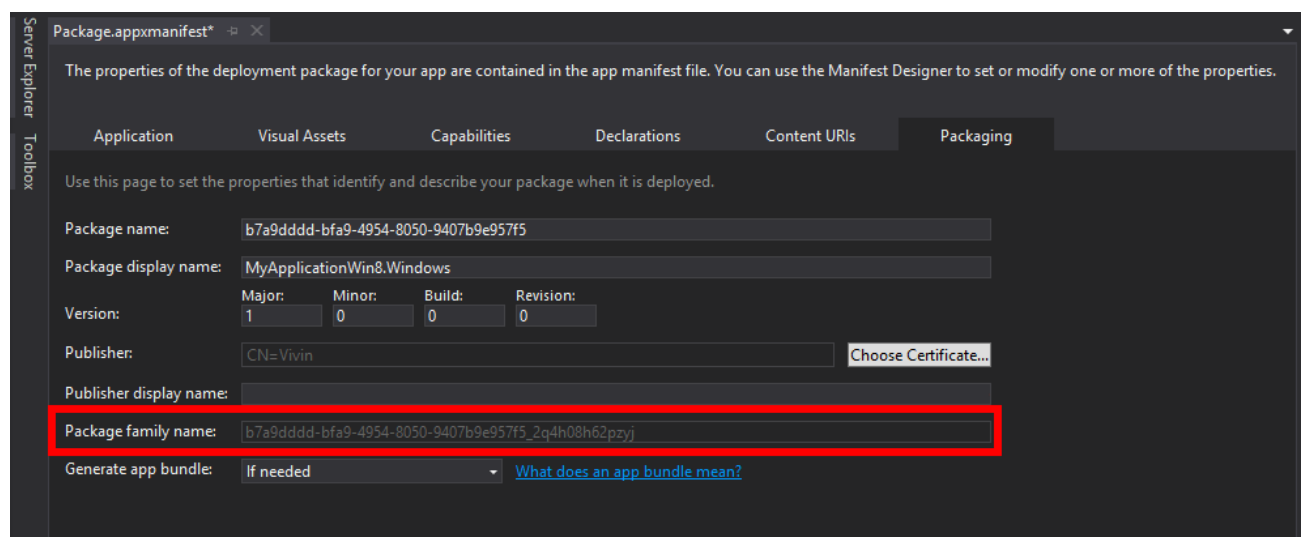 Server Explorer
Toolbox
Package.appxmanifest*
The properties of the deployment package for your app are contained in the app manifest file. You can use the Manifest Designer to set or modify one or more of the properties.
Application Visual Assets Capabilities Declarations Content URIs Packaging
Use this page to set the properties that identify and describe your package when it is deployed.
Package name: b7a9dddd-bfa9-4954-8050-9407b9e957f5
Package display name: MyApplicationWin8.Windows
Major: Minor: Build: Revision:
Version: 1 0 0 0
Publisher: CN=Vivin Choose Certificate...
Publisher display name:
Package family name: b7a9dddd-bfa9-4954-8050-9407b9e957f5_2q4h08h62pzyj
Generate app bundle: If needed What does an app bundle mean?